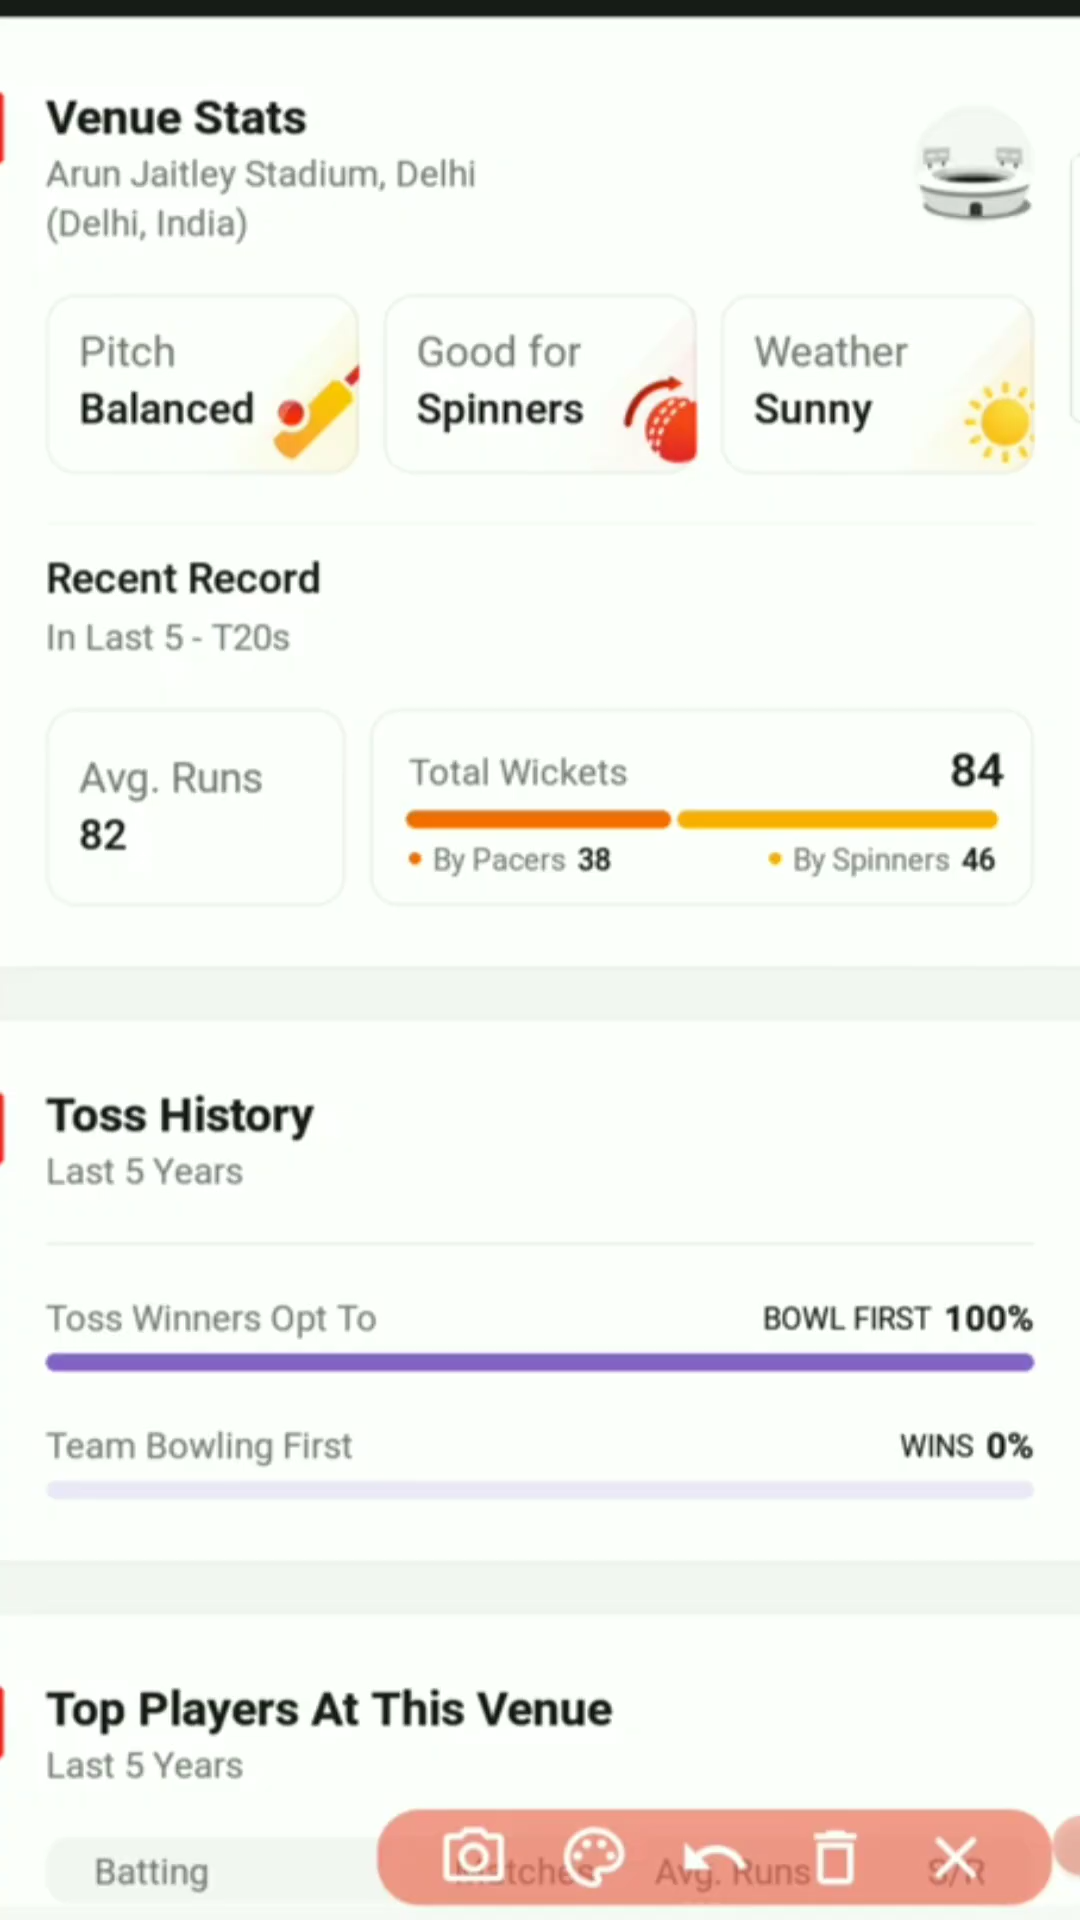 Venue Stats
Arun Jaitley Stadium, Delhi
(Delhi, India)
Pitch
Balanced
Good for
Spinners
Weather
Sunny
Recent Record
In Last 5 - T20s
Avg. Runs
82
Total Wickets 84
By Pacers 38
By Spinners 46
Toss History
Last 5 Years
Toss Winners Opt To BOWL FIRST 100%
Team Bowling First WINS 0%
Top Players At This Venue
Last 5 Years
Batting Matches Avg. Runs S/R